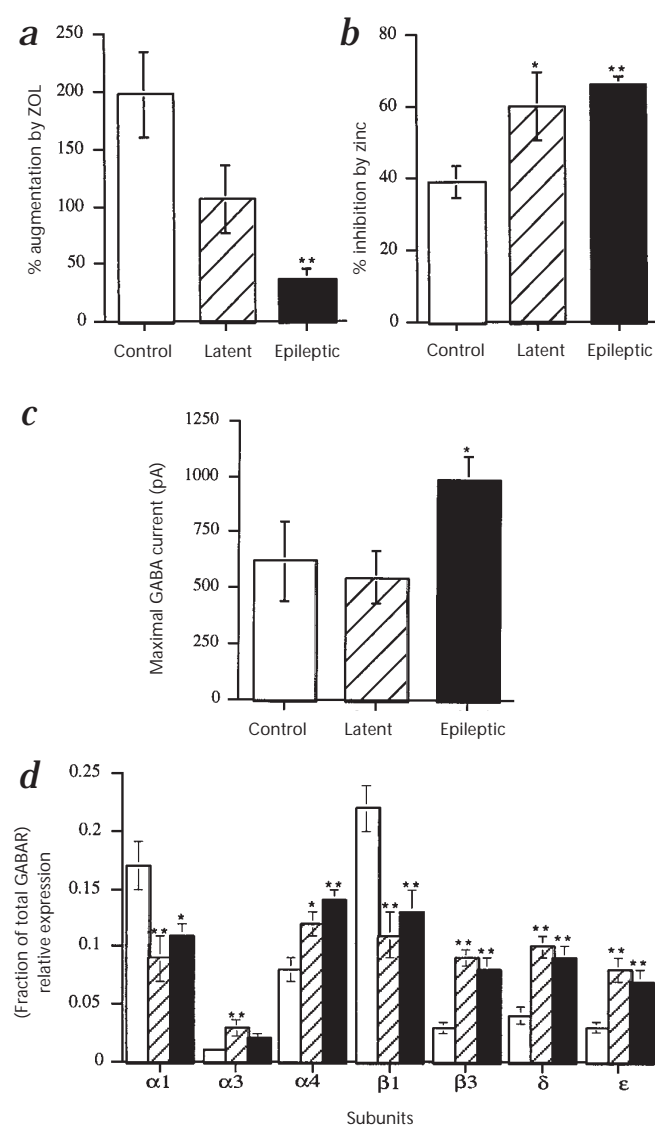 a
250
200
150
100
50
0
% augmentation by ZOL
**
Control Latent Epileptic
b
80
60
40
20
0
% inhibition by zinc
* **
Control Latent Epileptic
c
1250
1000
750
500
250
0
Maximal GABA current (pA)
*
Control Latent Epileptic
d
0.25
0.2
0.15
0.1
0.05
0
(Fraction of total GABAR)
relative expression
** * ** * ** ** ** ** ** ** ** ** **
α1 α3 α4 β1 β3 δ ε
Subunits